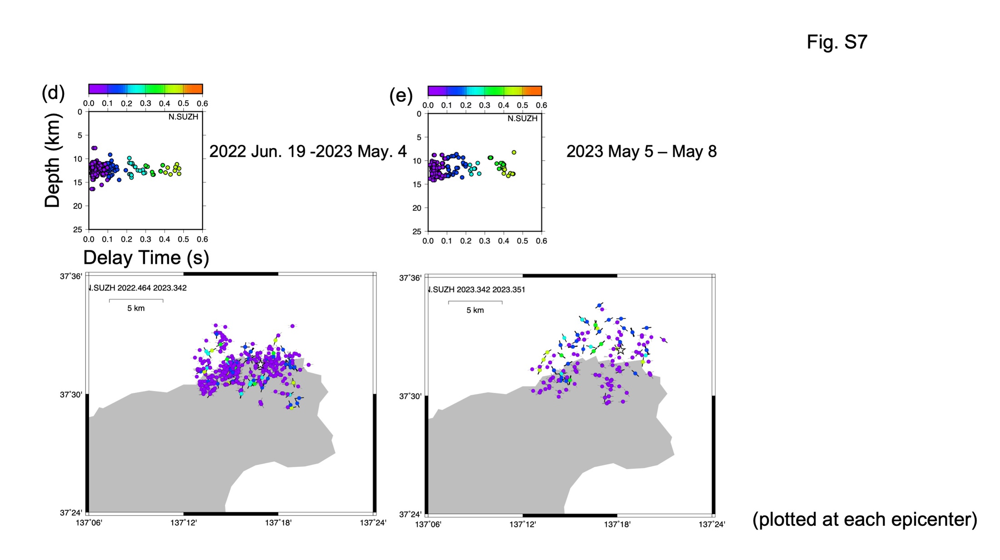 Fig. S7
(d)
0.0 0.1 0.2 0.3 0.4 0.5 0.6
N.SUZH
0
5
10
15
20
25
Depth (km)
0.0 0.1 0.2 0.3 0.4 0.5 0.6
Delay Time (s)
2022 Jun. 19 -2023 May. 4
(e)
0.0 0.1 0.2 0.3 0.4 0.5 0.6
N.SUZH
0
5
10
15
20
25
0.0 0.1 0.2 0.3 0.4 0.5 0.6
2023 May 5 – May 8
37°36'
N.SUZH 2022.464 2023.342
5 km
37°30'
37°24'
137°06' 137°12' 137°18' 137°24'
37°36'
N.SUZH 2023.342 2023.351
5 km
37°30'
37°24'
137°06' 137°12' 137°18' 137°24'
(plotted at each epicenter)